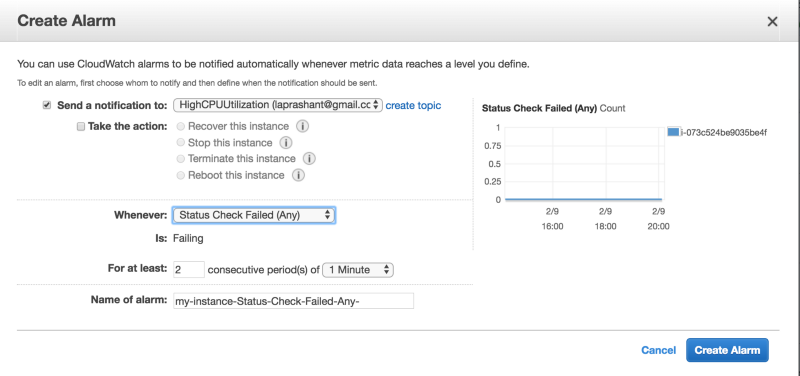 Create Alarm
You can use CloudWatch alarms to be notified automatically whenever metric data reaches a level you define.
To edit an alarm, first choose whom to notify and then define when the notification should be sent.
Send a notification to: HighCPUUtilization (laprashant@gmail.cc create topic
Take the action: Recover this instance i
Stop this instance i
Terminate this instance i
Reboot this instance i
Whenever: Status Check Failed (Any)
Is: Failing
For at least: 2 consecutive period(s) of 1 Minute
Name of alarm: my-instance-Status-Check-Failed-Any-
Status Check Failed (Any) Count
1
0.75
0.5
0.25
0
2/9 2/9 2/9
16:00 18:00 20:00
i-073c524be9035be4f
Cancel Create Alarm